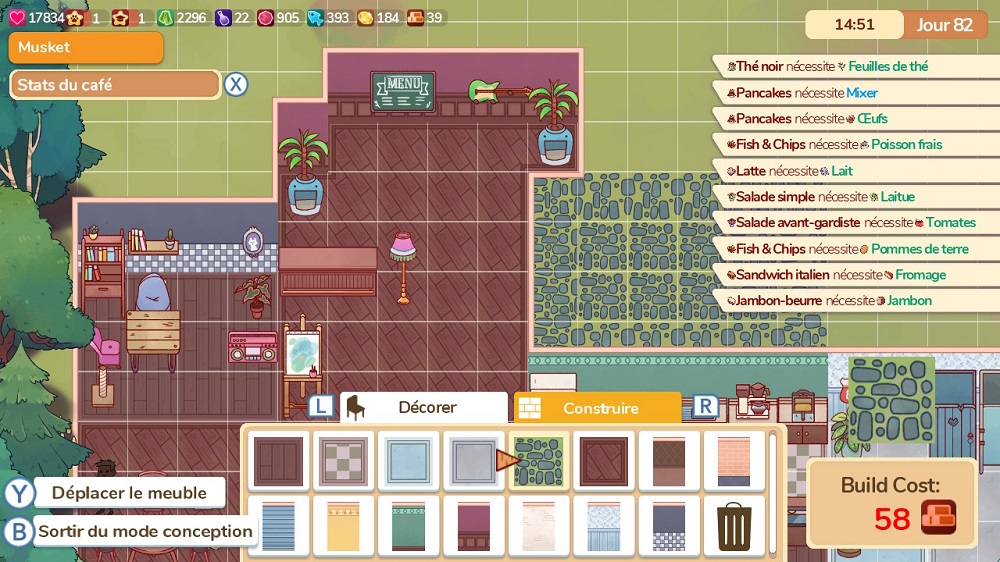 17834 1 1 2296 22 905 393 184 39
14:51 Jour 82
Musket
Stats du café X
MENU
Thé noir nécessite Feuilles de thé
Pancakes nécessite Mixer
Pancakes nécessite Œufs
Fish & Chips nécessite Poisson frais
Latte nécessite Lait
Salade simple nécessite Laitue
Salade avant-gardiste nécessite Tomates
Fish & Chips nécessite Pommes de terre
Sandwich italien nécessite Fromage
Jambon-beurre nécessite Jambon
L Décorer Construire R
Y Déplacer le meuble
B Sortir du mode conception
Build Cost:
58